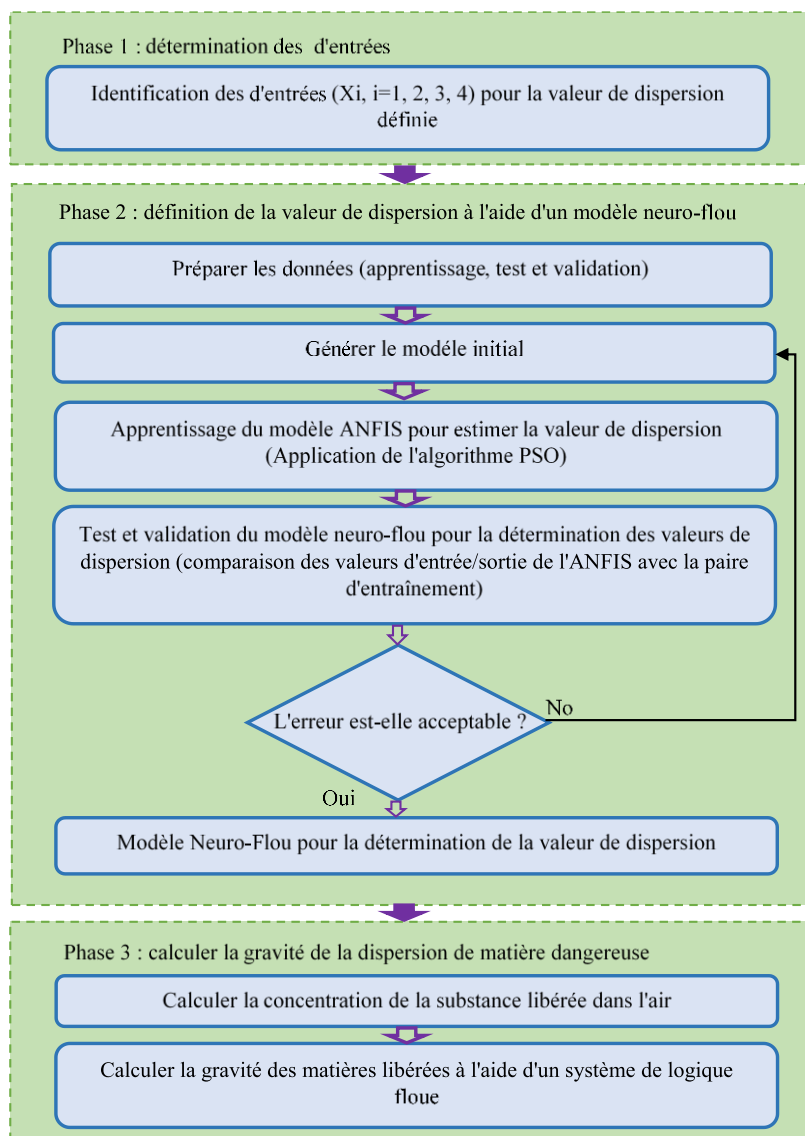 Phase 1 : détermination des  d'entrées
Identification des d'entrées (Xi, i=1, 2, 3, 4) pour la valeur de dispersion
définie
Phase 2 : définition de la valeur de dispersion à l'aide d'un modèle neuro-flou
Préparer les données (apprentissage, test et validation)
Générer le modéle initial
Apprentissage du modèle ANFIS pour estimer la valeur de dispersion
(Application de l'algorithme PSO)
Test et validation du modèle neuro-flou pour la détermination des valeurs de
dispersion (comparaison des valeurs d'entrée/sortie de l'ANFIS avec la paire
d'entraînement)
L'erreur est-elle acceptable ?
No
Oui
Modèle Neuro-Flou pour la détermination de la valeur de dispersion
Phase 3 : calculer la gravité de la dispersion de matière dangereuse
Calculer la concentration de la substance libérée dans l'air
Calculer la gravité des matières libérées à l'aide d'un système de logique
floue